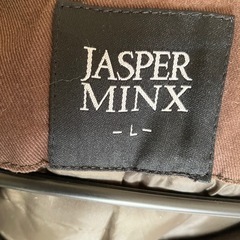 JASPER
MINX
- L -